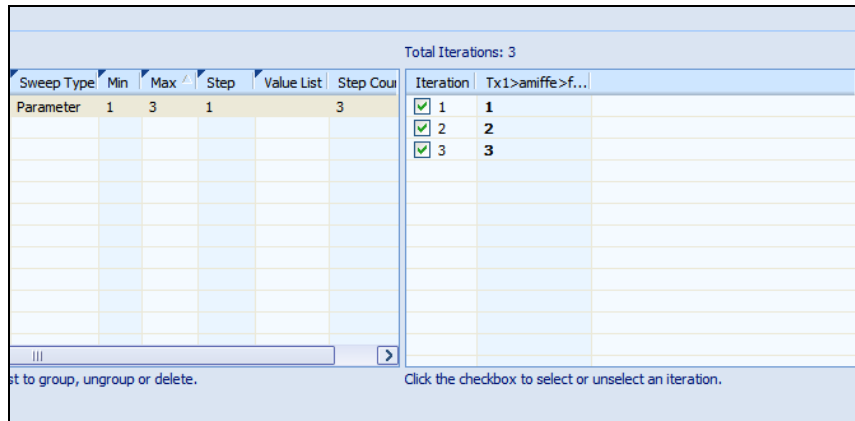 Total Iterations: 3
Sweep Type Min Max Step Value List Step Cour
Parameter 1 3 1 3
Iteration Tx1>amiffe>f...
1 1
2 2
3 3
st to group, ungroup or delete.
Click the checkbox to select or unselect an iteration.